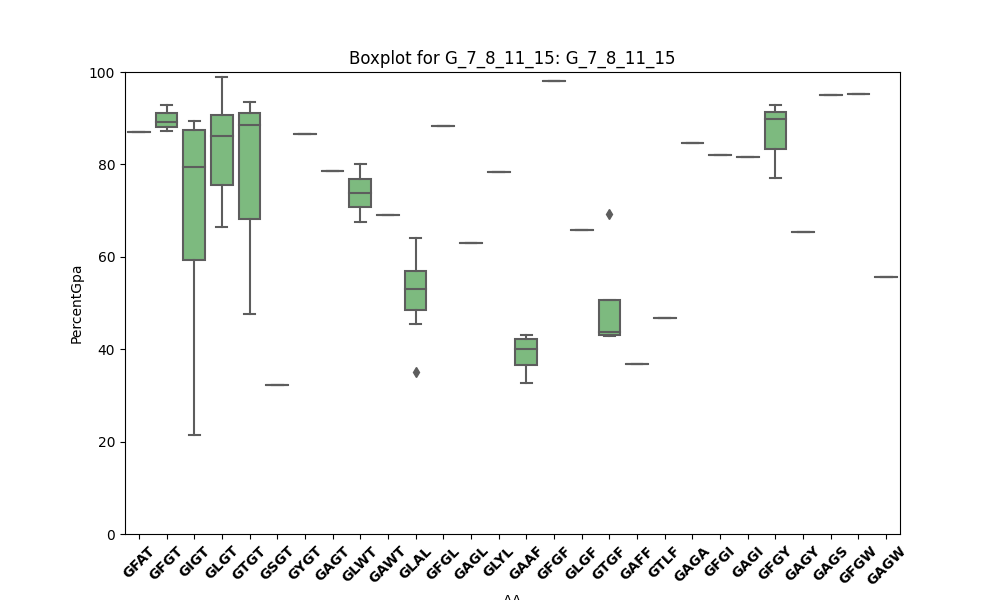 Boxplot for G_7_8_11_15: G_7_8_11_15
100
80
60
40
20
0
PercentGpa
GFAT GFGT GIGT GLGT GTGT GSGT GYGT GAGT GLWT GAWT GLAL GFGL GAGL GLYL GAAF GFGF GLGF GTGF GAFF GTLF GAGA GFGI GAGI GFGY GAGY GAGS GFGW GAGW
AA